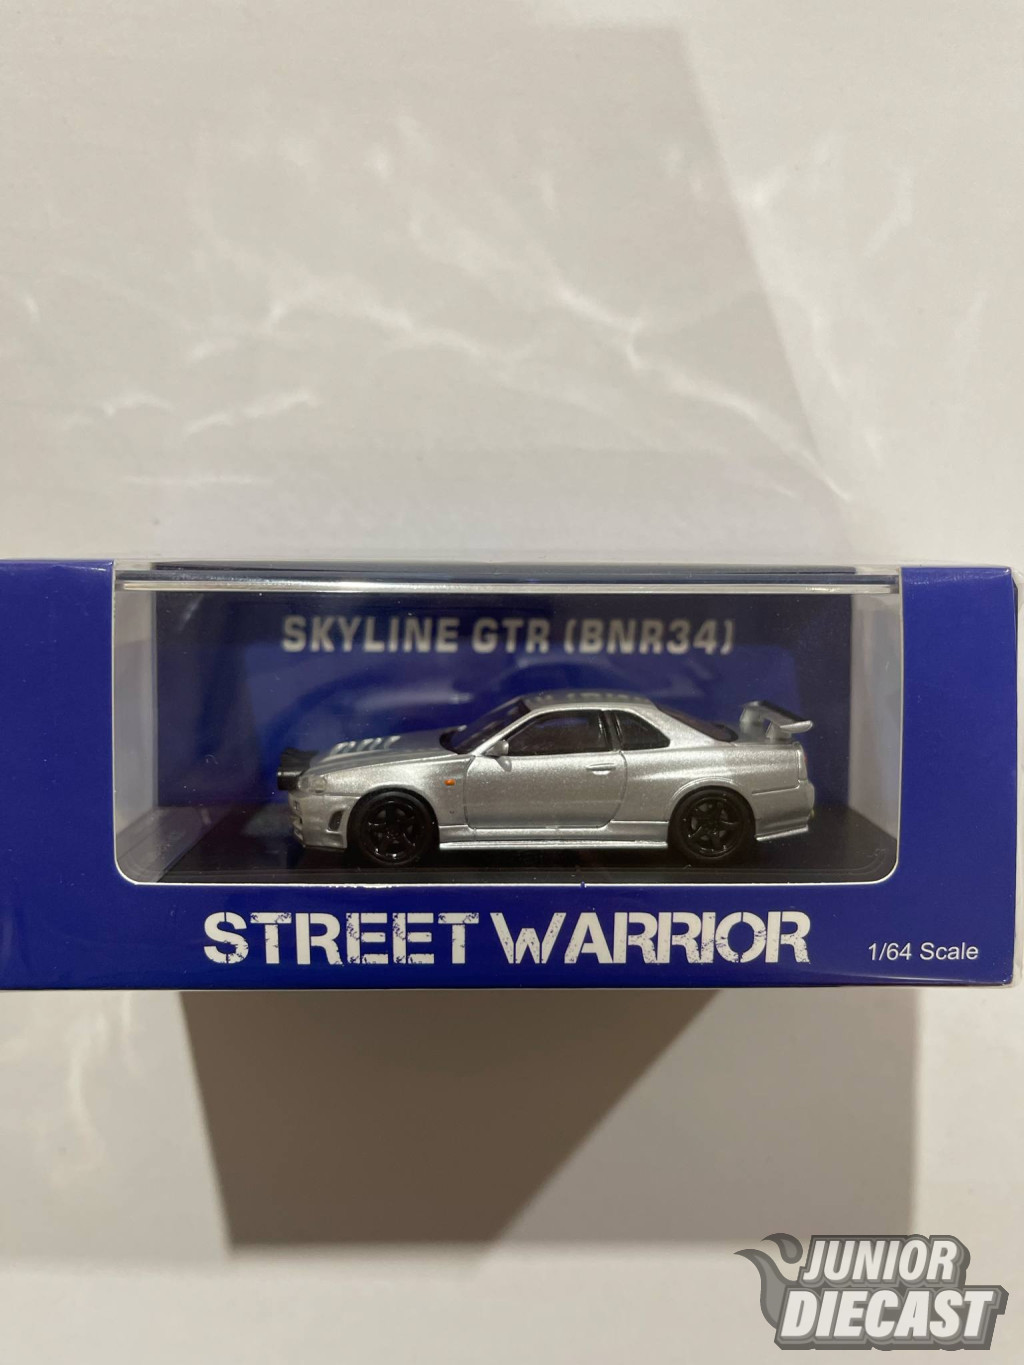 SKYLINE GTR (BNR34)
STREET WARRIOR
1/64 Scale
JUNIOR
DIECAST